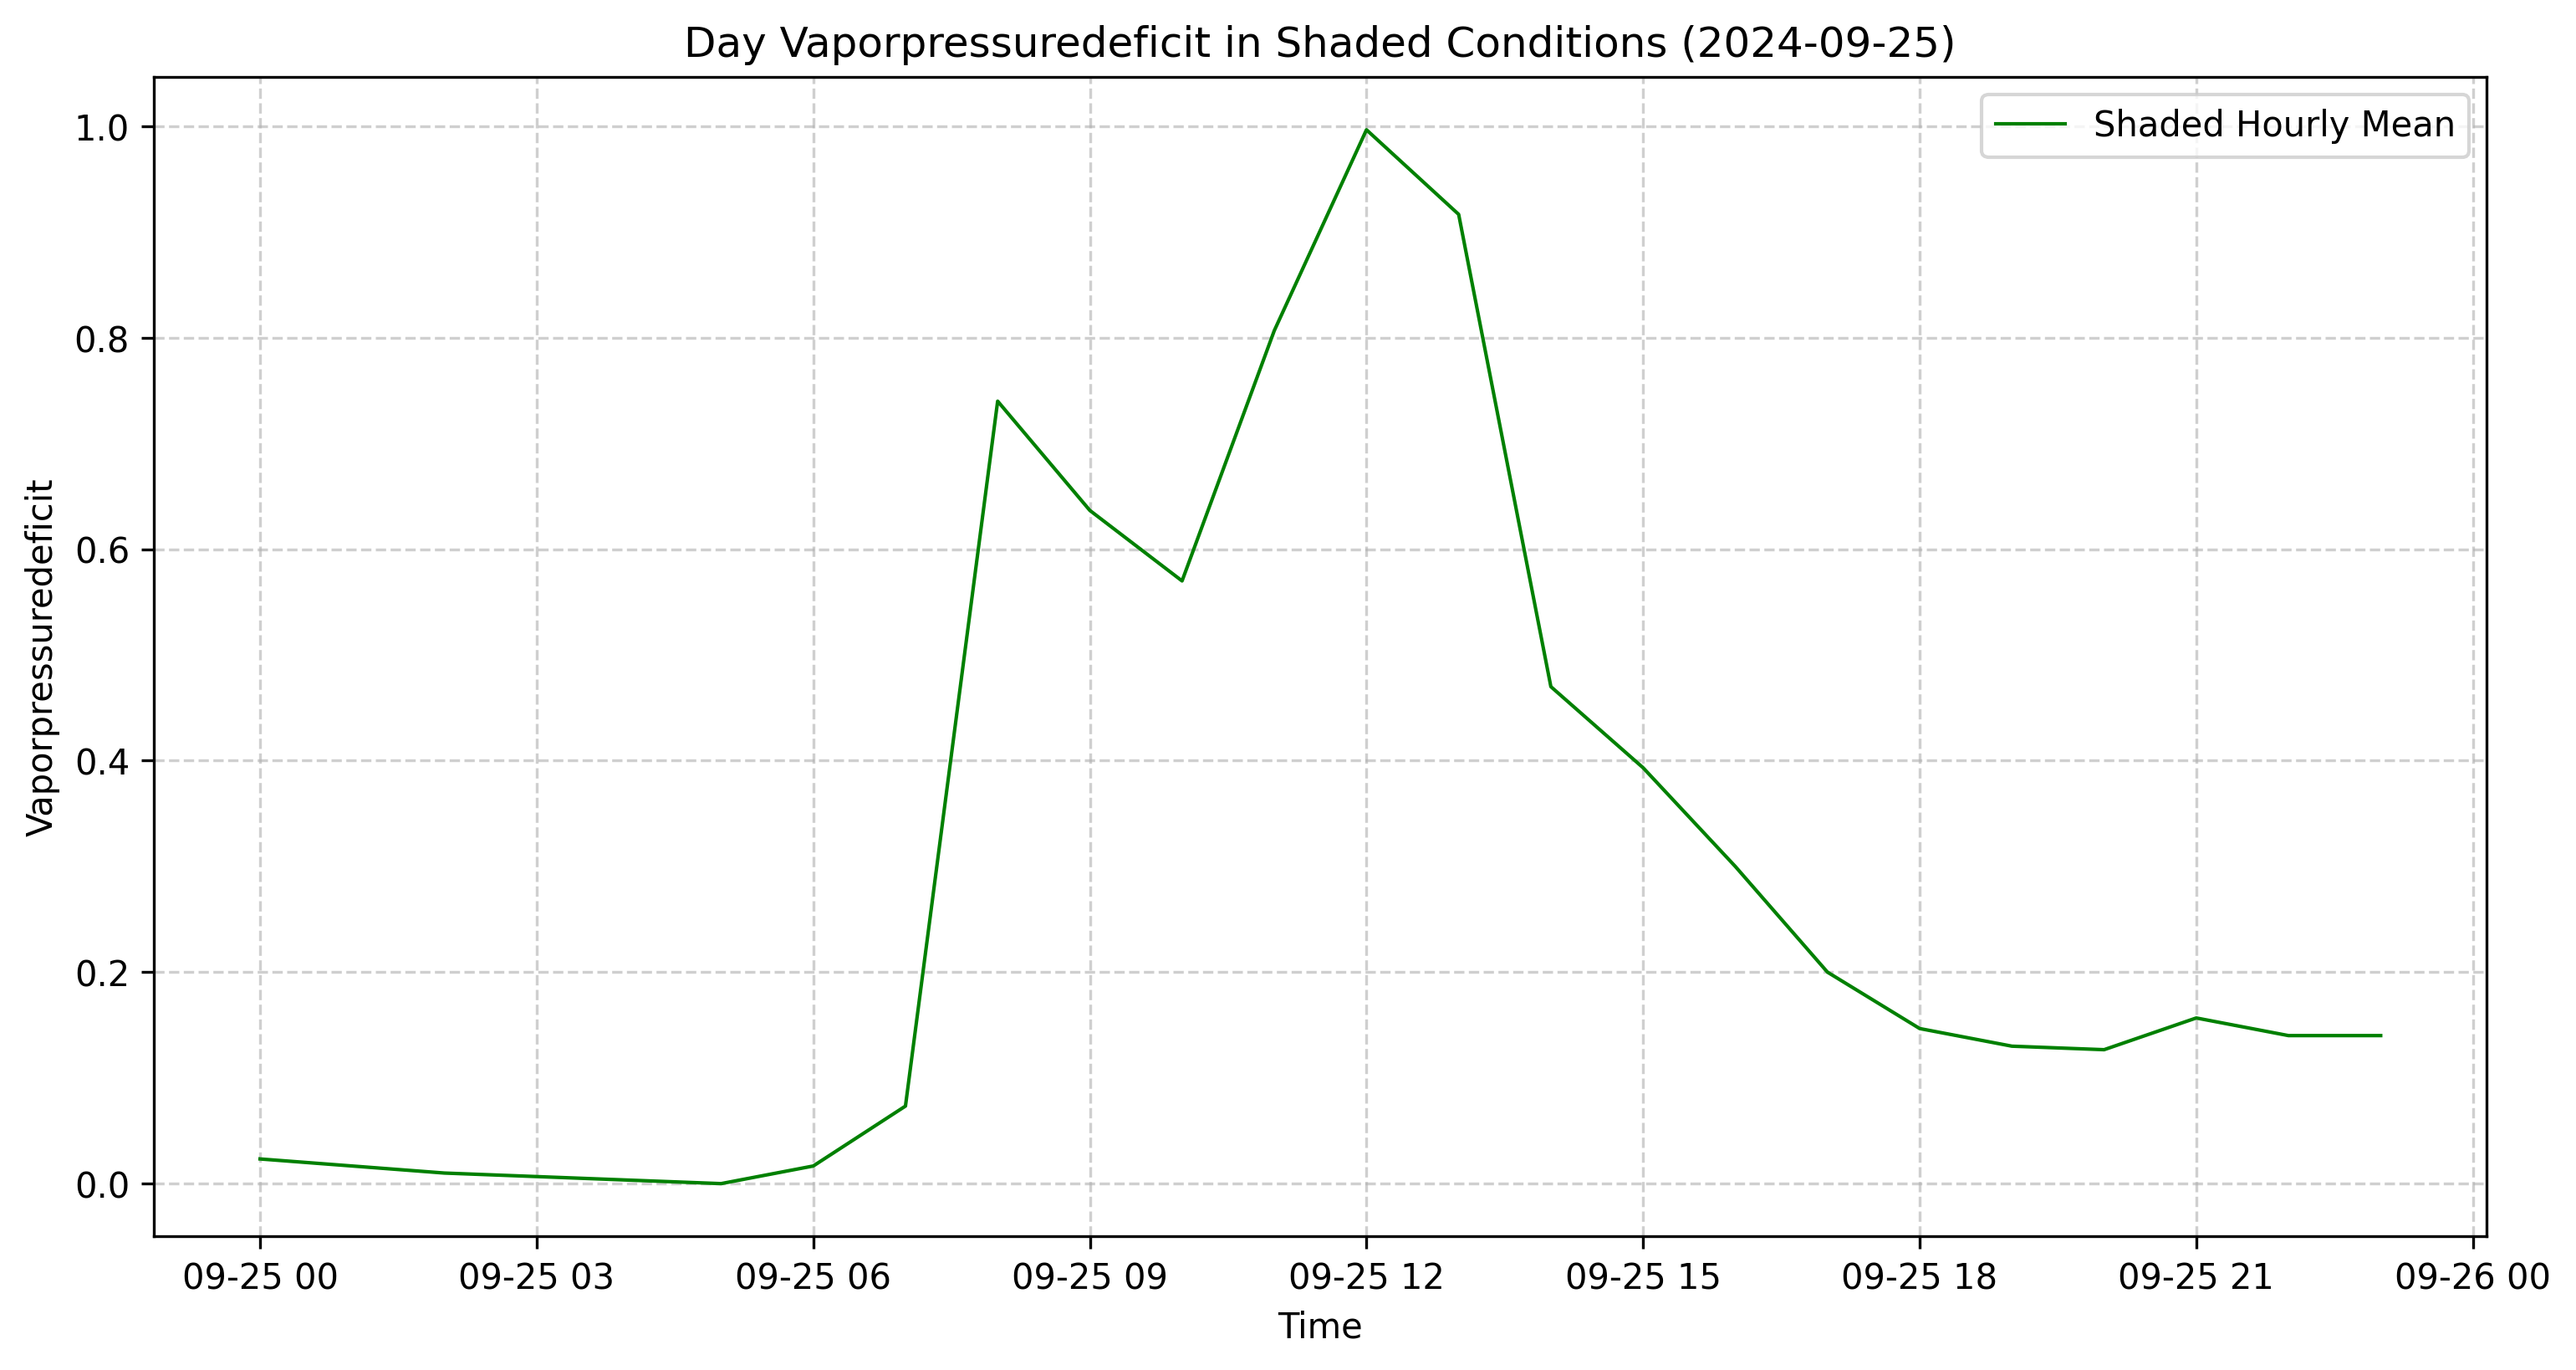 Day Vaporpressuredeficit in Shaded Conditions (2024-09-25)
Shaded Hourly Mean
Vaporpressuredeficit
1.0
0.8
0.6
0.4
0.2
0.0
09-25 00 09-25 03 09-25 06 09-25 09 09-25 12 09-25 15 09-25 18 09-25 21 09-26 00
Time